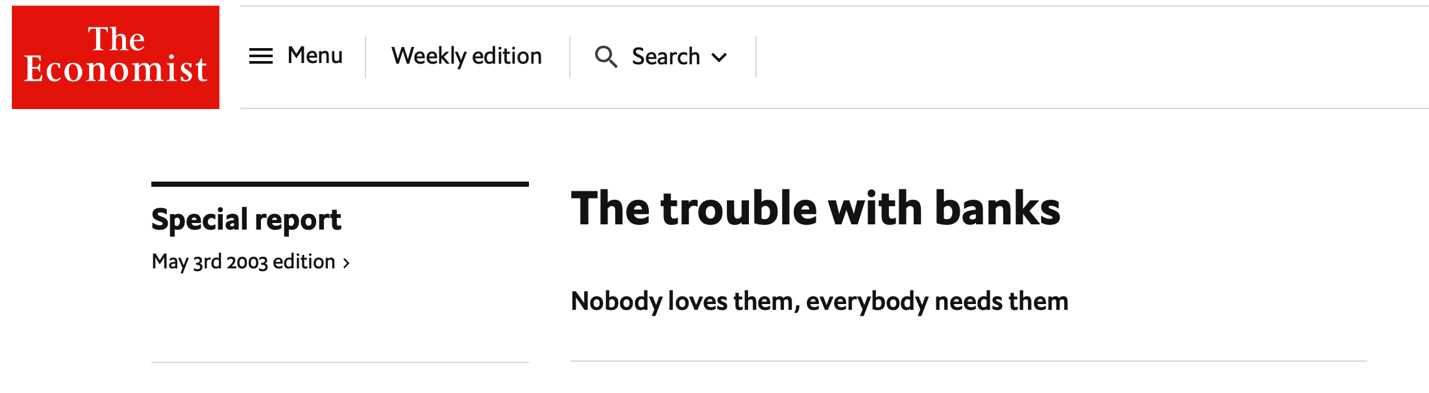 The
Economist
Menu
Weekly edition
Search
Special report
May 3rd 2003 edition
The trouble with banks
Nobody loves them, everybody needs them